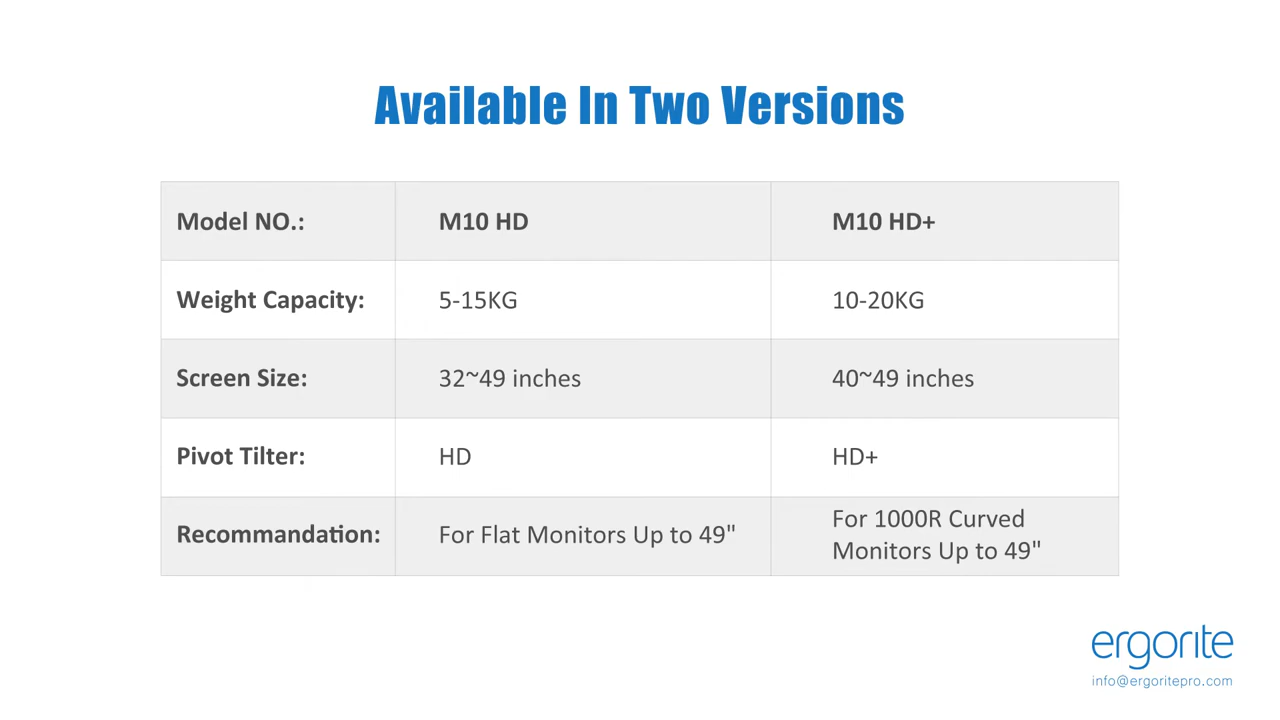 Available In Two Versions
Model NO.: M10 HD M10 HD+
Weight Capacity: 5-15KG 10-20KG
Screen Size: 32~49 inches 40~49 inches
Pivot Tilter: HD HD+
Recommandation: For Flat Monitors Up to 49" For 1000R Curved
Monitors Up to 49"
ergorite
info@ergoritepro.com